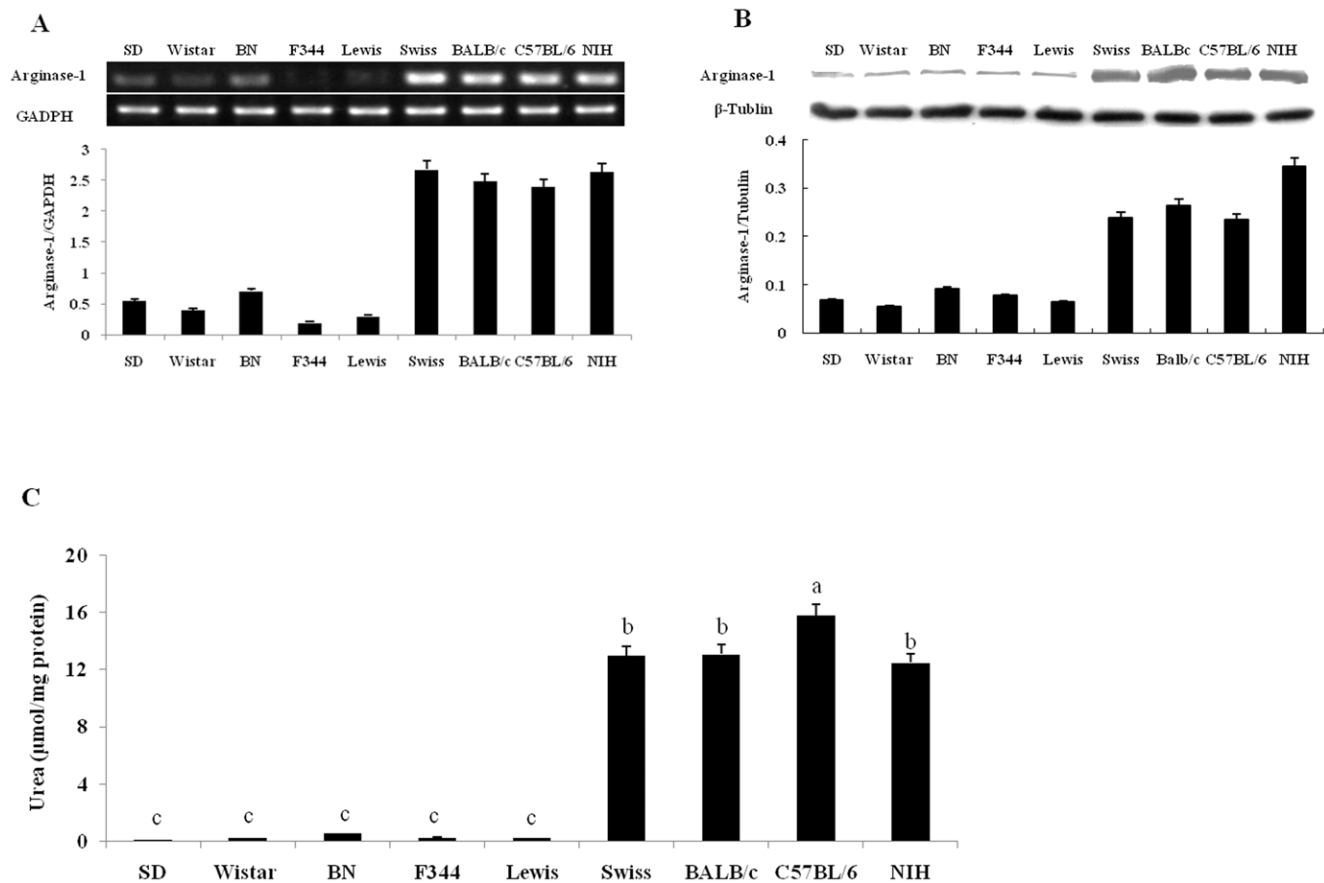 A
SD Wistar BN F344 Lewis Swiss BALB/c C57BL/6 NIH
Arginase-1
GADPH
3
2.5
2
1.5
1
0.5
0
Arginase-1/GAPDH
SD Wistar BN F344 Lewis Swiss BALB/c C57BL/6 NIH
B
SD Wistar BN F344 Lewis Swiss BALBc C57BL/6 NIH
Arginase-1
β-Tublin
0.4
0.3
0.2
0.1
0
Arginase-1/Tubulin
SD Wistar BN F344 Lewis Swiss Balb/c C57BL/6 NIH
C
20
16
12
8
4
0
Urea (μmol/mg protein)
c c c c c b b a b
SD Wistar BN F344 Lewis Swiss BALB/c C57BL/6 NIH